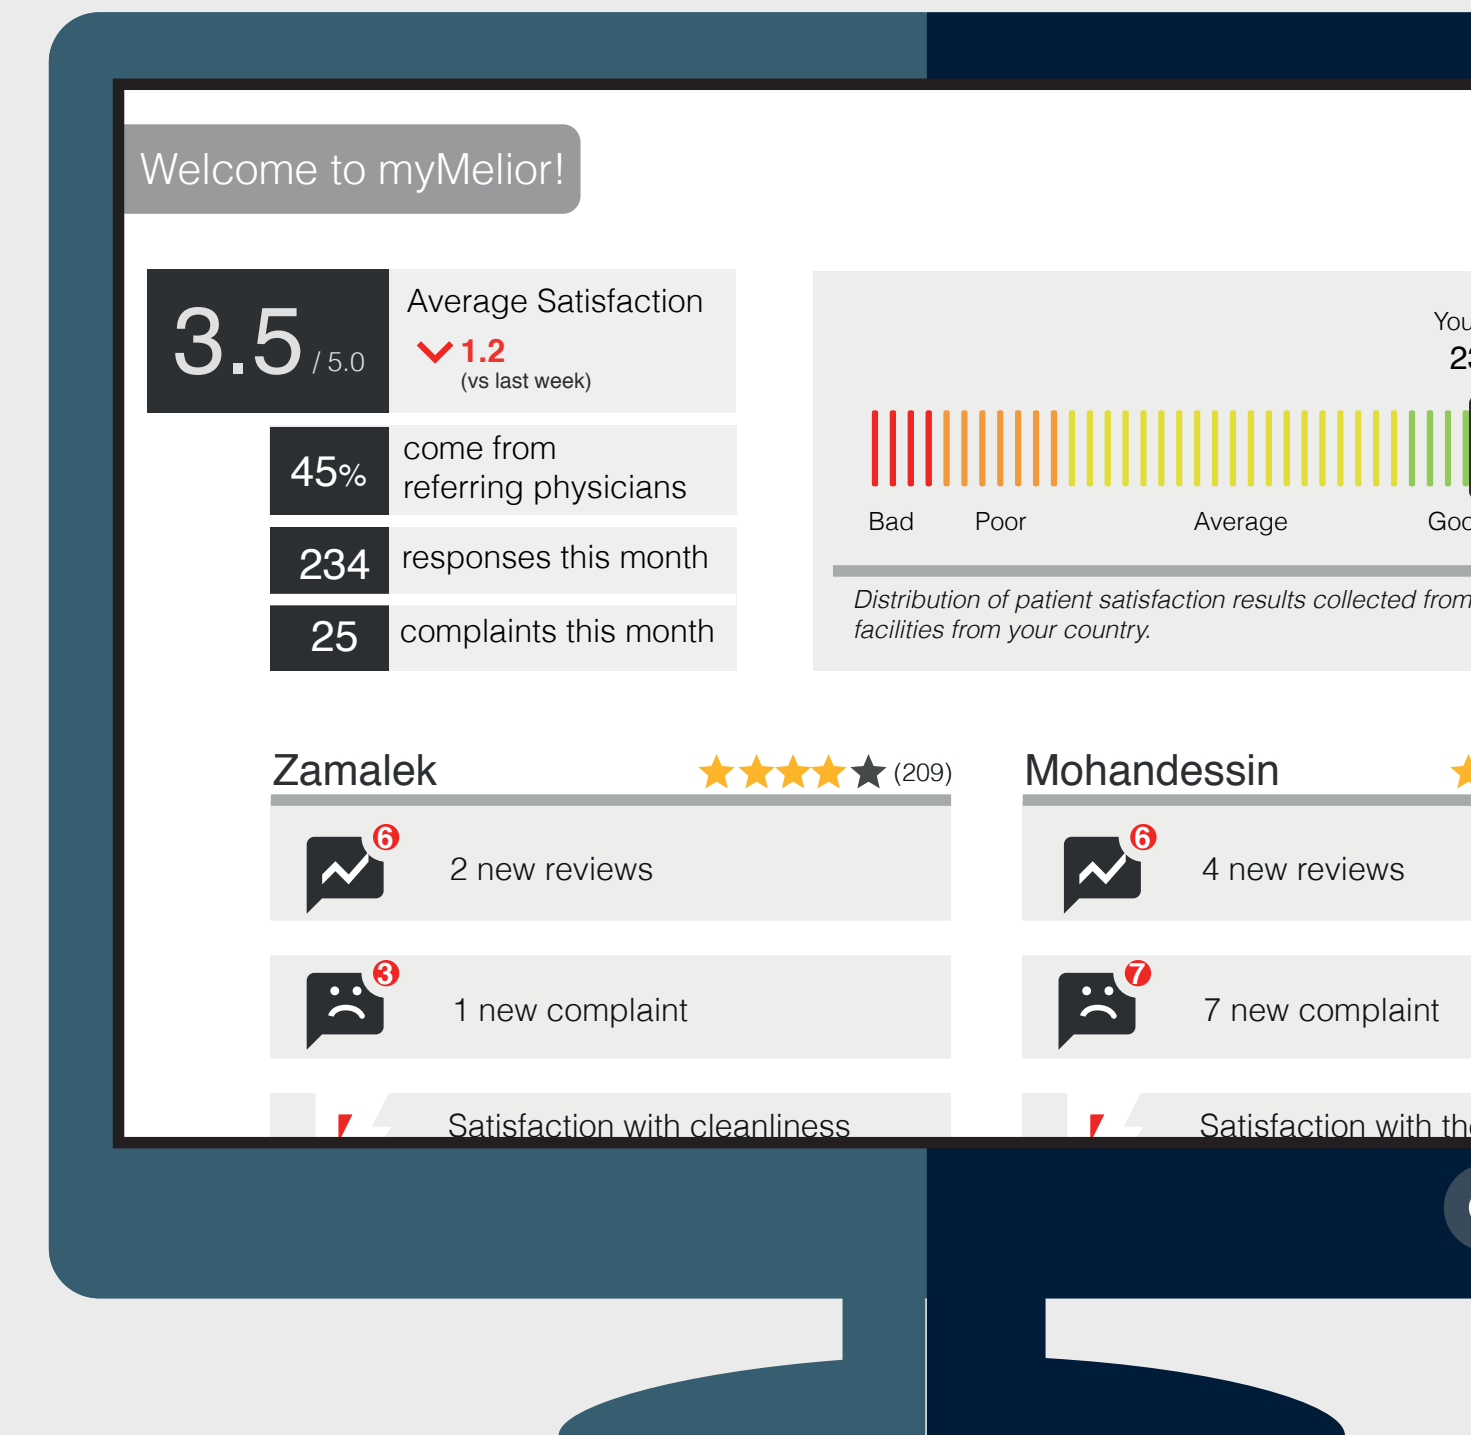 Welcome to myMelior!
3.5 / 5.0
Average Satisfaction
1.2
(vs last week)
45%
come from
referring physicians
234
responses this month
25
complaints this month
You
Bad
Poor
Average
Distribution of patient satisfaction results collected from
facilities from your country.
Zamalek
(209)
6
2 new reviews
3
1 new complaint
Satisfaction with cleanliness
Mohandessin
6
4 new reviews
7
7 new complaint
Satisfaction with